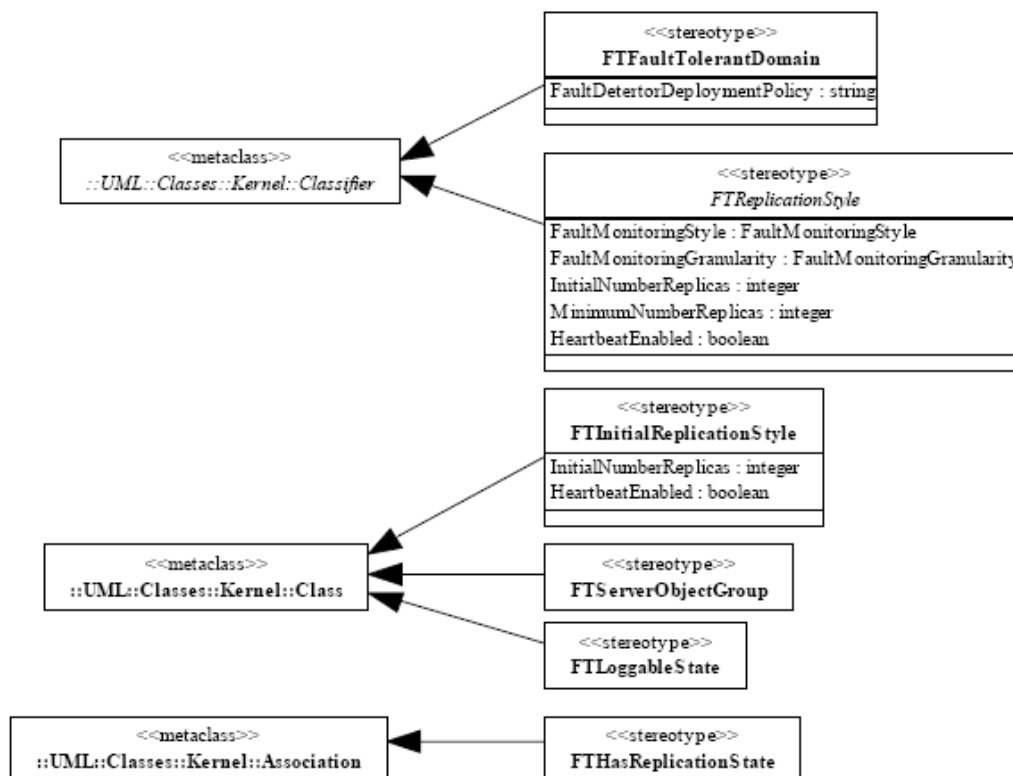 <<stereotype>>
FTFaultTolerantDomain
FaultDetertorDeploymentPolicy : string
<<metaclass>>
::UML::Classes::Kernel::Classifier
<<stereotype>>
FTReplicationStyle
FaultMonitoringStyle : FaultMonitoringStyle
FaultMonitoringGranularity : FaultMonitoringGranularity
InitialNumberReplicas : integer
MinimumNumberReplicas : integer
HeartbeatEnabled : boolean
<<stereotype>>
FTInitialReplicationStyle
InitialNumberReplicas : integer
HeartbeatEnabled : boolean
<<metaclass>>
::UML::Classes::Kernel::Class
<<stereotype>>
FTServerObjectGroup
<<stereotype>>
FTLoggableState
<<metaclass>>
::UML::Classes::Kernel::Association
<<stereotype>>
FTHasReplicationState